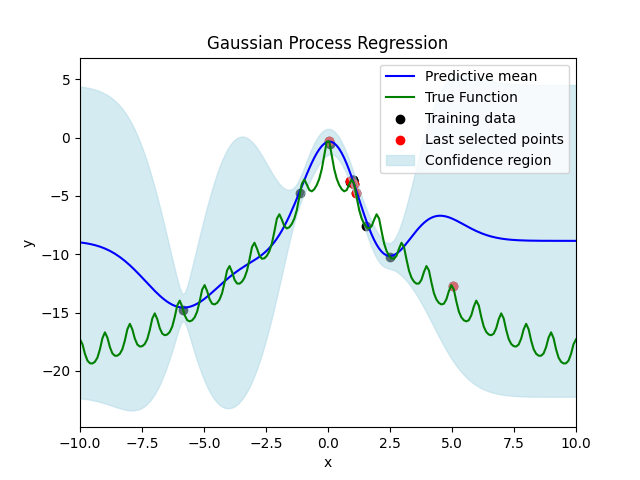 Gaussian Process Regression
Predictive mean
True Function
Training data
Last selected points
Confidence region
y
5
0
−5
−10
−15
−20
−10.0 −7.5 −5.0 −2.5 0.0 2.5 5.0 7.5 10.0
x